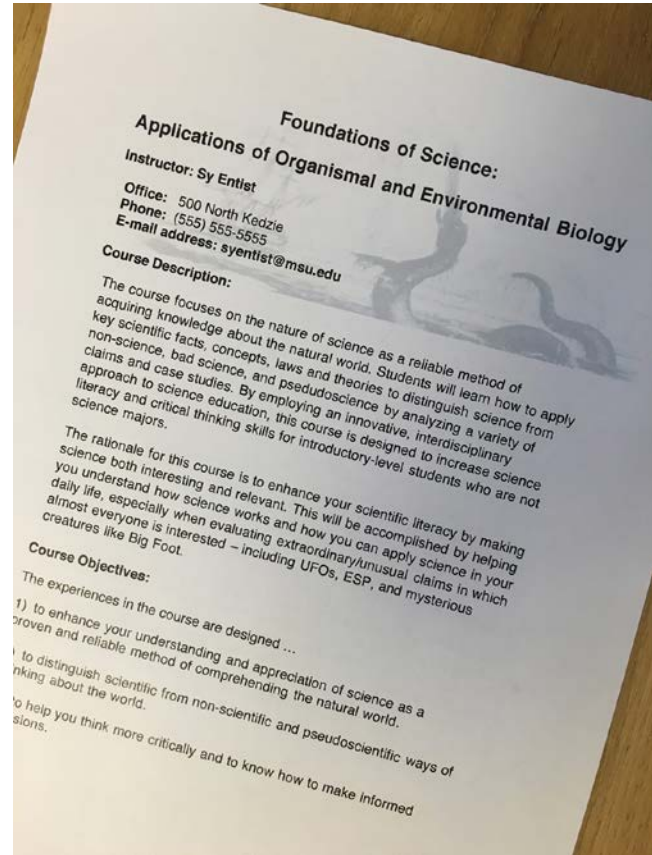 Foundations of Science:
Applications of Organismal and Environmental Biology
Instructor: Sy Entist
Office: 500 North Kedzie
Phone: (555) 555-5555
E-mail address: syentist@msu.edu
Course Description:
The course focuses on the nature of science as a reliable method of
acquiring knowledge about the natural world. Students will learn how to apply
key scientific facts, concepts, laws and theories to distinguish science from
non-science, bad science, and psedudoscience by analyzing a variety of
claims and case studies. By employing an innovative, interdisciplinary
approach to science education, this course is designed to increase science
literacy and critical thinking skills for introductory-level students who are not
science majors.
The rationale for this course is to enhance your scientific literacy by making
science both interesting and relevant. This will be accomplished by helping
you understand how science works and how you can apply science in your
daily life, especially when evaluating extraordinary/unusual claims in which
almost everyone is interested – including UFOs, ESP, and mysterious
creatures like Big Foot.
Course Objectives:
The experiences in the course are designed ...
1) to enhance your understanding and appreciation of science as a
proven and reliable method of comprehending the natural world.
) to distinguish scientific from non-scientific and pseudoscientific ways of
nking about the world.
o help you think more critically and to know how to make informed
sions.